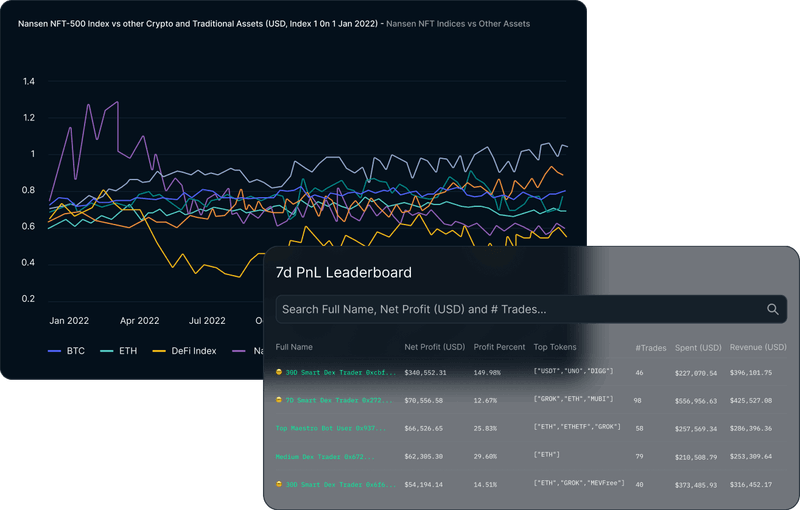 Nansen NFT-500 Index vs other Crypto and Traditional Assets (USD, Index 1 0n 1 Jan 2022) - Nansen NFT Indices vs Other Assets
1.4
1.2
1
0.8
0.6
0.4
0.2
Jan 2022 Apr 2022 Jul 2022
BTC ETH DeFi Index
7d PnL Leaderboard
Search Full Name, Net Profit (USD) and # Trades...
Full Name Net Profit (USD) Profit Percent Top Tokens #Trades Spent (USD) Revenue (USD)
30D Smart Dex Trader 0xcbf... $340,552.31 149.98% ["USDT","UNO","DIGG"] 46 $227,070.54 $396,101.75
7D Smart Dex Trader 0x272... $70,556.58 12.67% ["GROK","ETH","MUBI"] 98 $556,956.63 $425,527.08
Top Maestro Bot User 0x937... $66,526.65 25.83% ["ETH","ETHETF","GROK"] 58 $257,569.34 $286,396.36
Medium Dex Trader 0x672... $62,305.30 29.60% ["ETH"] 79 $210,508.79 $253,309.64
30D Smart Dex Trader $54,194.14 14.51% ["ETH","GROK","MEVFree"] 40 $373,485.93 $316,452.17